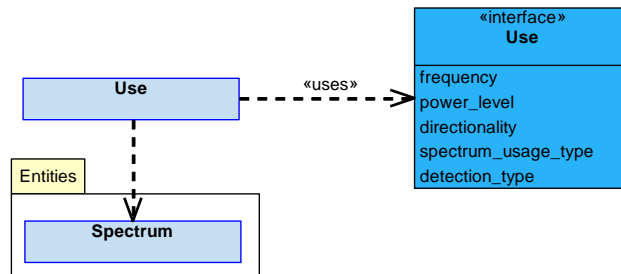 «interface»
Use
frequency
power_level
directionality
spectrum_usage_type
detection_type
Use
«uses»
Entities
Spectrum